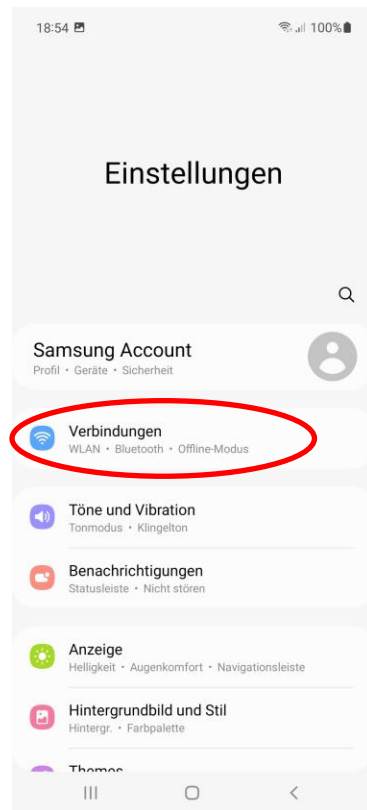 18:54 100%
Einstellungen
Samsung Account
Profil • Geräte • Sicherheit
Verbindungen
WLAN • Bluetooth • Offline-Modus
Töne und Vibration
Tonmodus • Klingelton
Benachrichtigungen
Statusleiste • Nicht stören
Anzeige
Helligkeit • Augenkomfort • Navigationsleiste
Hintergrundbild und Stil
Hintergr. • Farbpalette
Themes